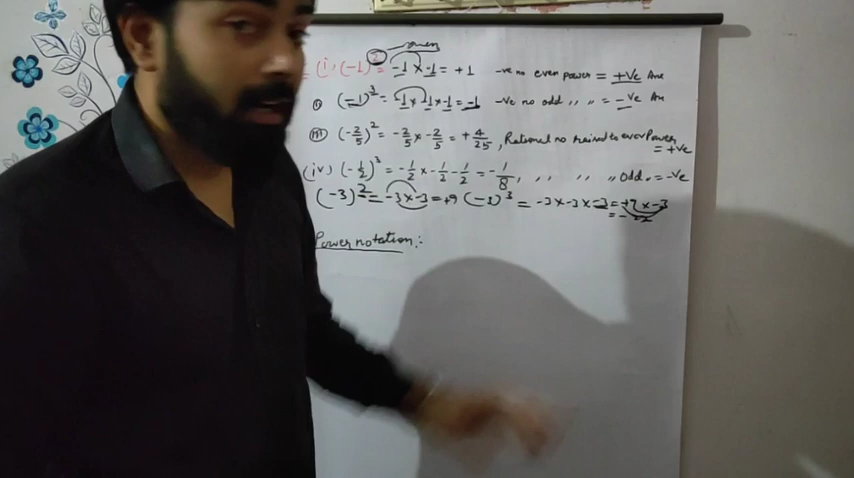 even
(i) (-1)² = -1 × -1 = +1 -ve no even power = +ve Ans
ii) (-1)³ = -1 × -1 × -1 = -1 -ve no odd ,, ,, = -ve Ans
iii) (-2/5)² = -2/5 × -2/5 = +4/25, Rational no raised to even Power
= +ve
(iv) (-1/2)³ = -1/2 × -1/2 - 1/2 = -1/8, ,, ,, ,, odd ,, = -ve
(-3)² = -3 × -3 = +9 (-3)³ = -3 × -3 × -3 = +9 × -3
Power notation :-